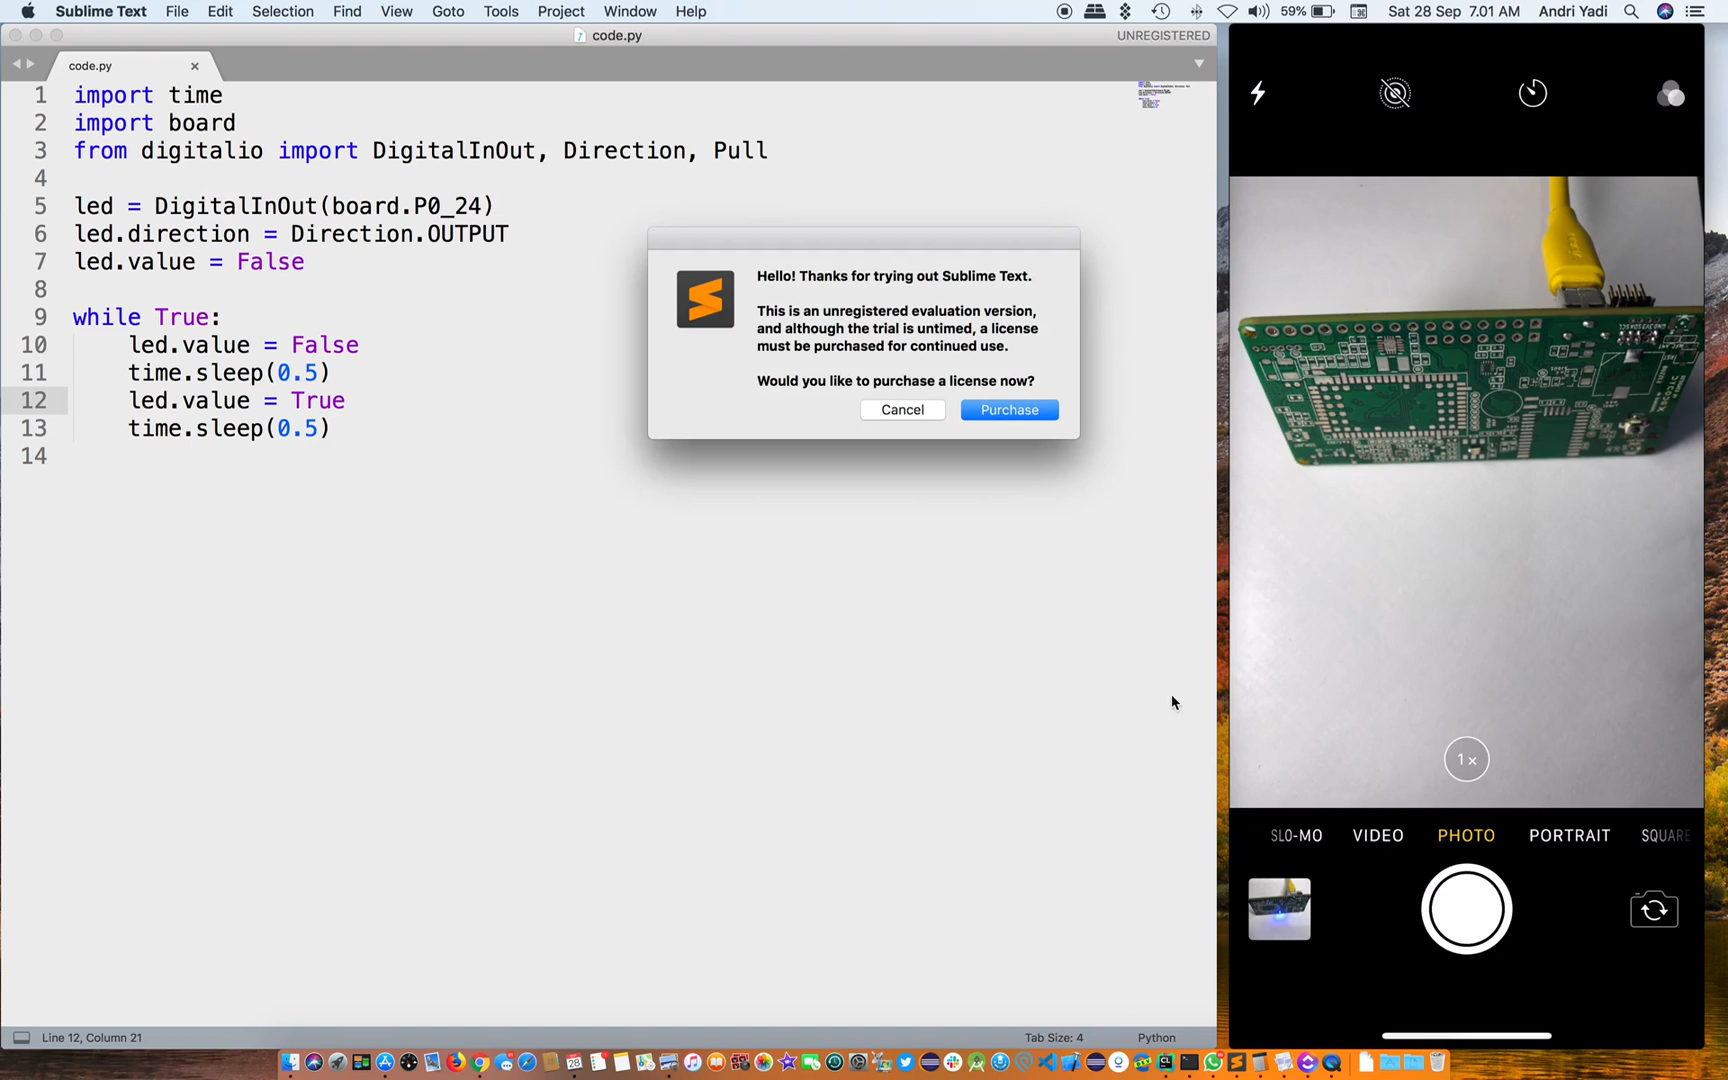 Sublime Text File Edit Selection Find View Goto Tools Project Window Help 59% Sat 28 Sep 7.01 AM Andri Yadi
code.py UNREGISTERED
code.py ×
1 import time
2 import board
3 from digitalio import DigitalInOut, Direction, Pull
4
5 led = DigitalInOut(board.P0_24)
6 led.direction = Direction.OUTPUT
7 led.value = False
8
9 while True:
10 led.value = False
11 time.sleep(0.5)
12 led.value = True
13 time.sleep(0.5)
14
Hello! Thanks for trying out Sublime Text.
This is an unregistered evaluation version,
and although the trial is untimed, a license
must be purchased for continued use.
Would you like to purchase a license now?
Cancel Purchase
1×
SLO-MO VIDEO PHOTO PORTRAIT SQUARE
Line 12, Column 21 Tab Size: 4 Python